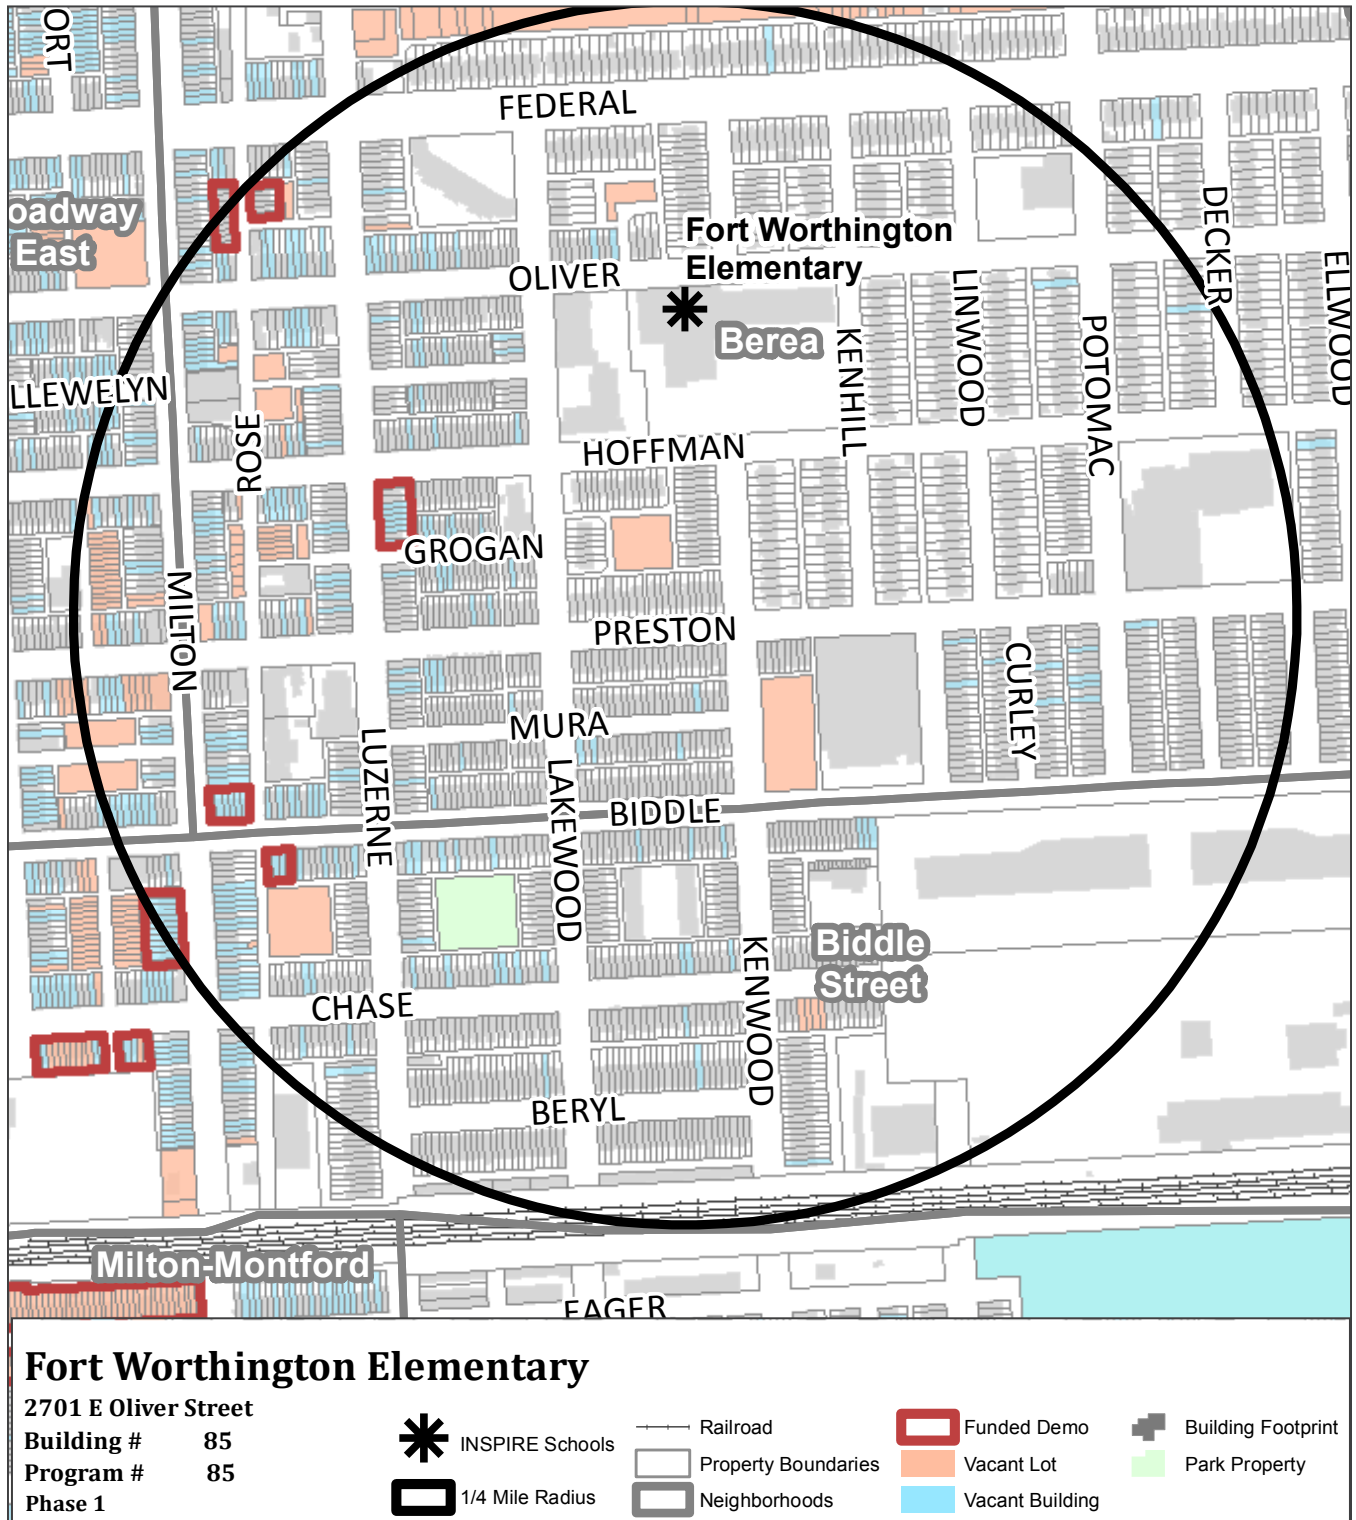 ORT
FEDERAL
oadway
East
DECKER
Fort Worthington
Elementary
OLIVER
LINWOOD
ELLWOOD
POTOMAC
Berea
KENHILL
LLEWELYN
ROSE
HOFFMAN
GROGAN
MILTON
PRESTON
CURLEY
MURA
LUZERNE
LAKEWOOD
BIDDLE
Biddle
Street
KENWOOD
CHASE
BERYL
Milton-Montford
EAGER
Fort Worthington Elementary
2701 E Oliver Street
Building # 85
Program # 85
Phase 1
INSPIRE Schools
1/4 Mile Radius
Railroad
Property Boundaries
Neighborhoods
Funded Demo
Vacant Lot
Vacant Building
Building Footprint
Park Property